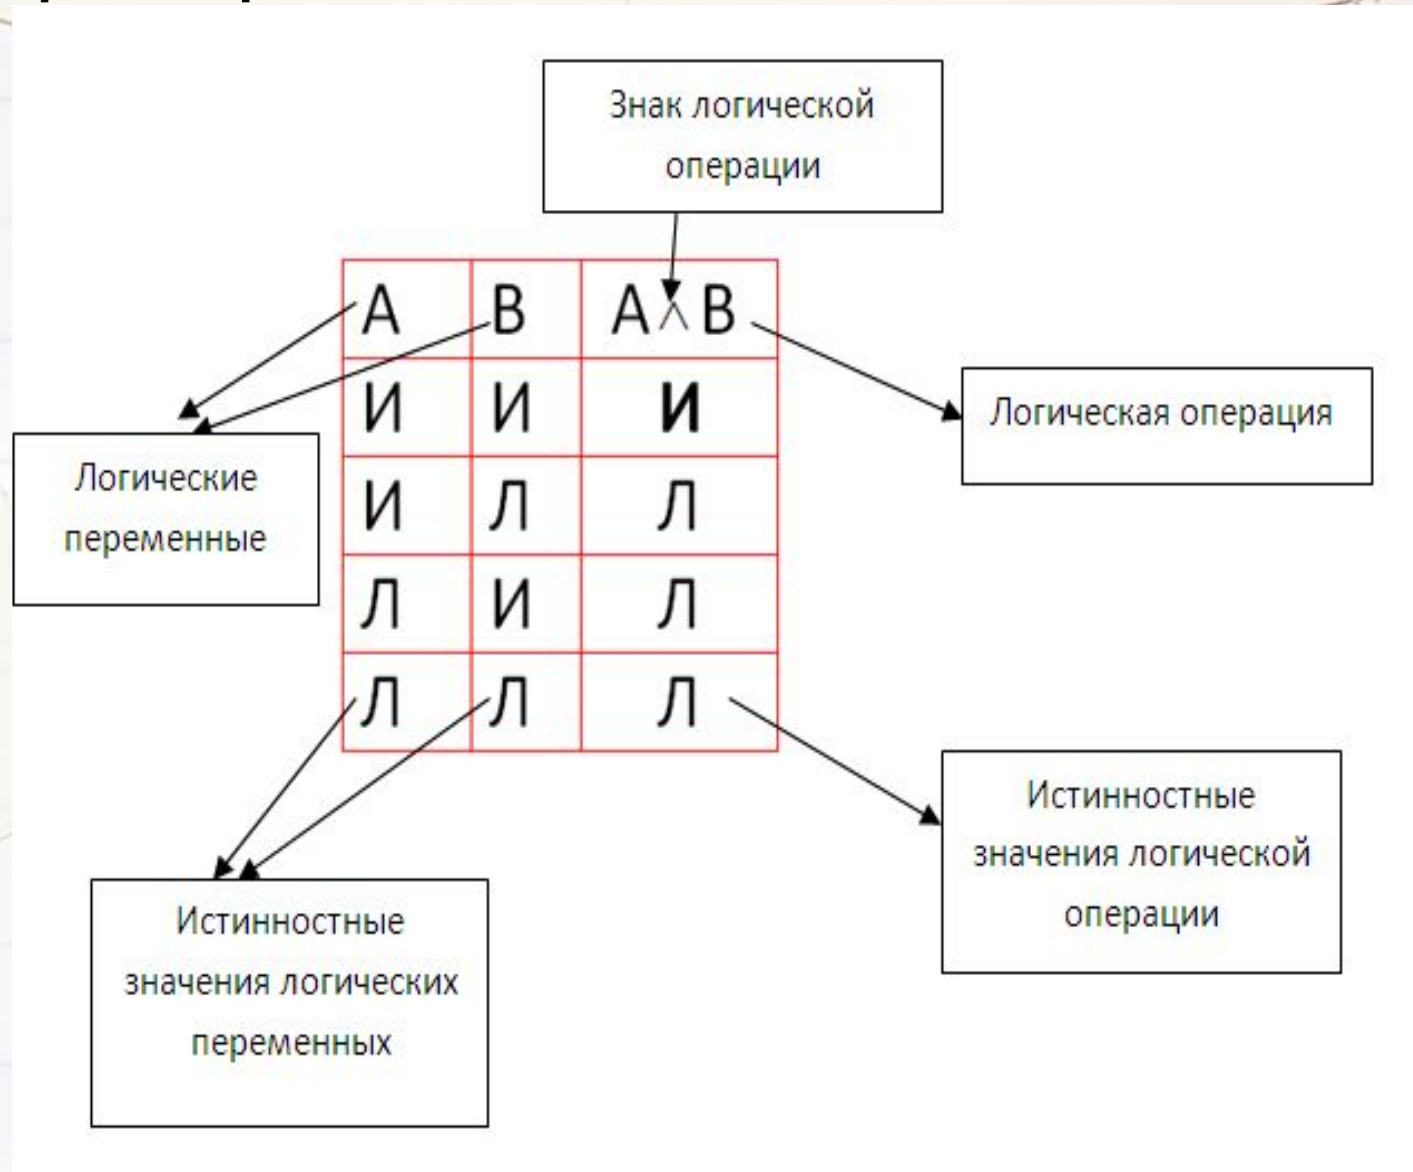 Знак логической
операции
А В А ^ В
И И И
И Л Л
Л И Л
Л Л Л
Логическая операция
Логические
переменные
Истинностные
значения логической
операции
Истинностные
значения логических
переменных